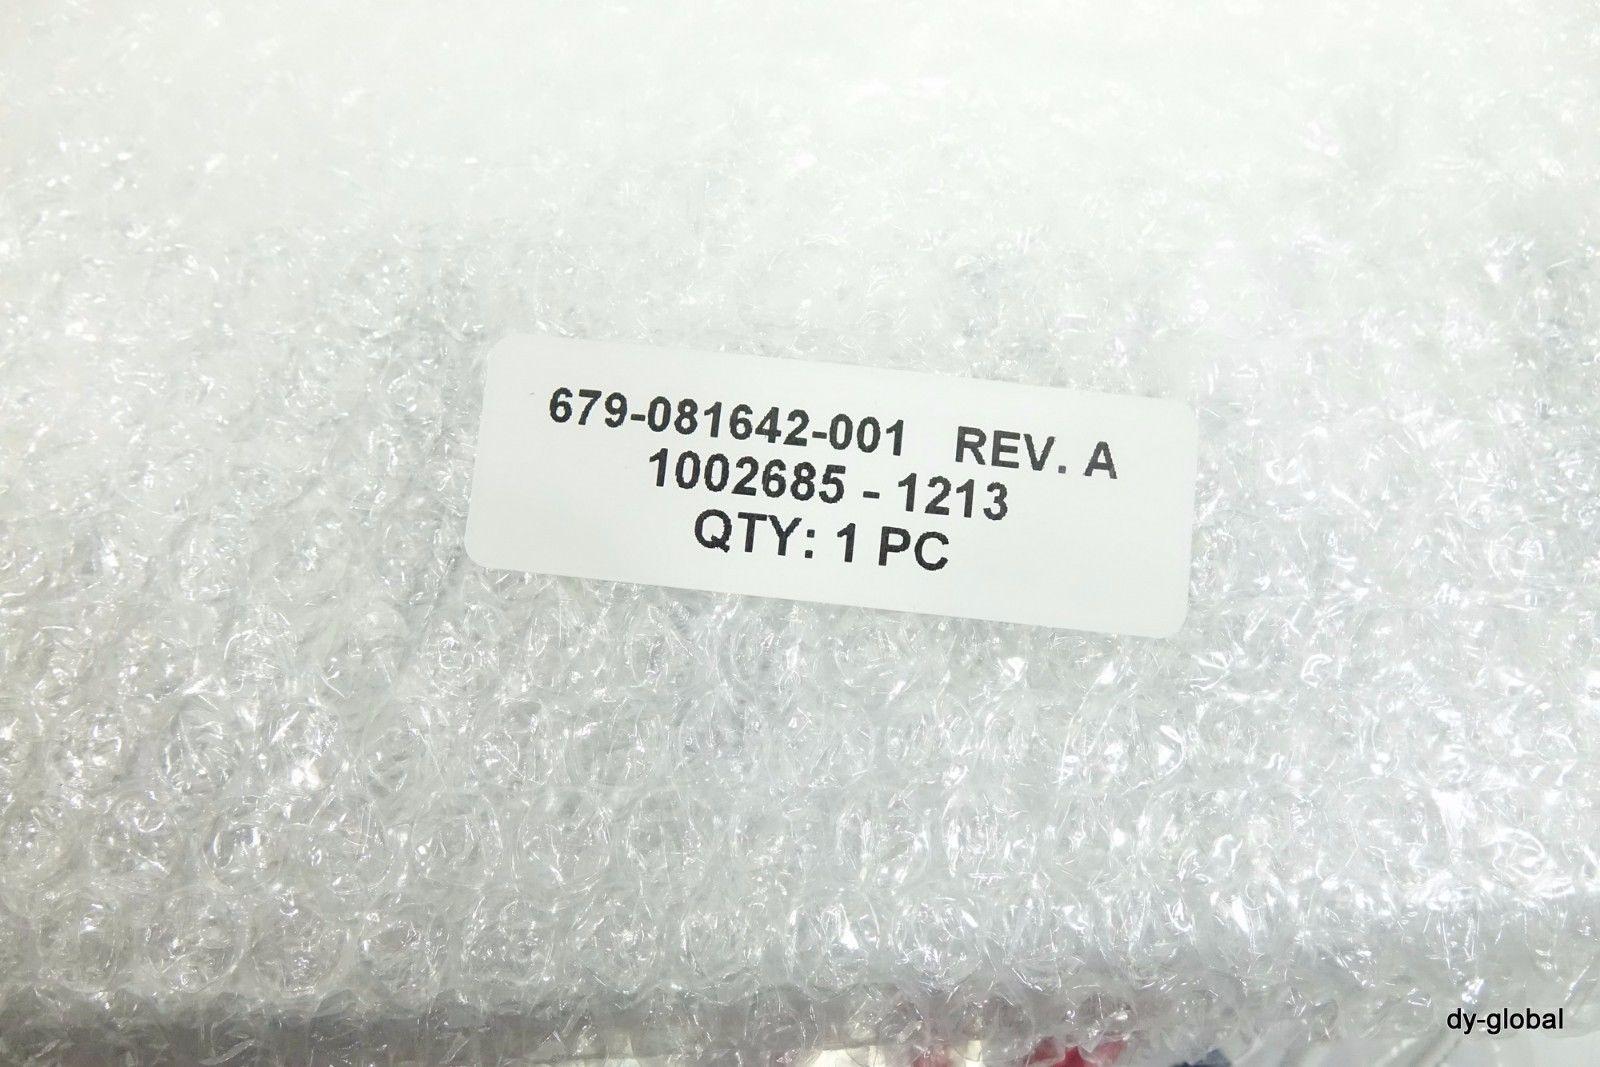 679-081642-001 REV. A
1002685 - 1213
QTY: 1 PC
dy-global